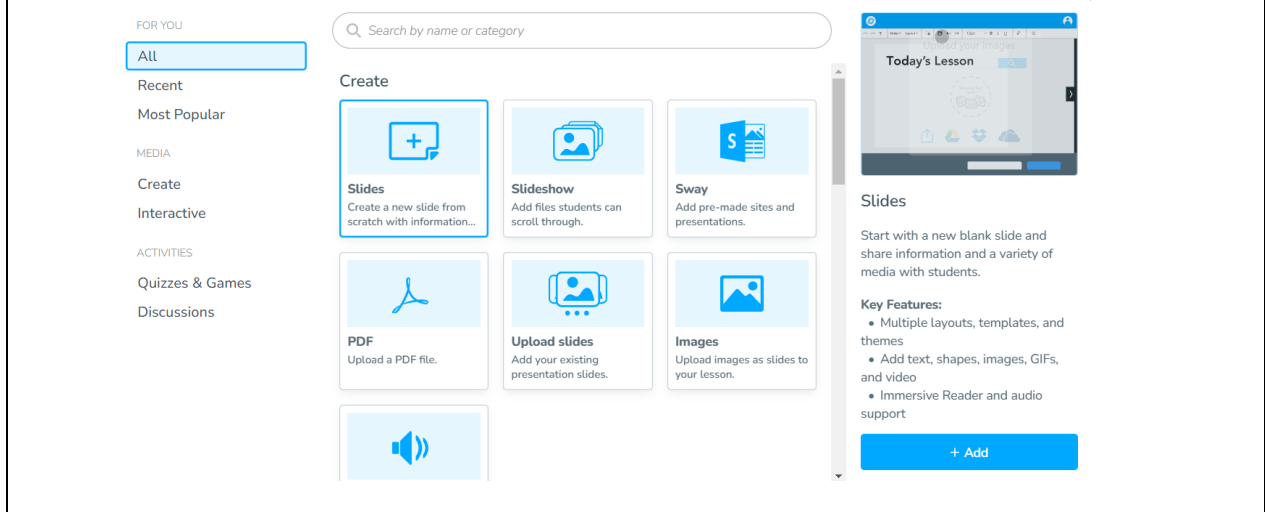 FOR YOU
All
Recent
Most Popular
MEDIA
Create
Interactive
ACTIVITIES
Quizzes & Games
Discussions
Search by name or category
Create
Slides
Create a new slide from
scratch with information...
Slideshow
Add files students can
scroll through.
Sway
Add pre-made sites and
presentations.
PDF
Upload a PDF file.
Upload slides
Add your existing
presentation slides.
Images
Upload images as slides to
your lesson.
Upload your Images
Today's Lesson
Slides
Start with a new blank slide and
share information and a variety of
media with students.
Key Features:
• Multiple layouts, templates, and
themes
• Add text, shapes, images, GIFs,
and video
• Immersive Reader and audio
support
+ Add